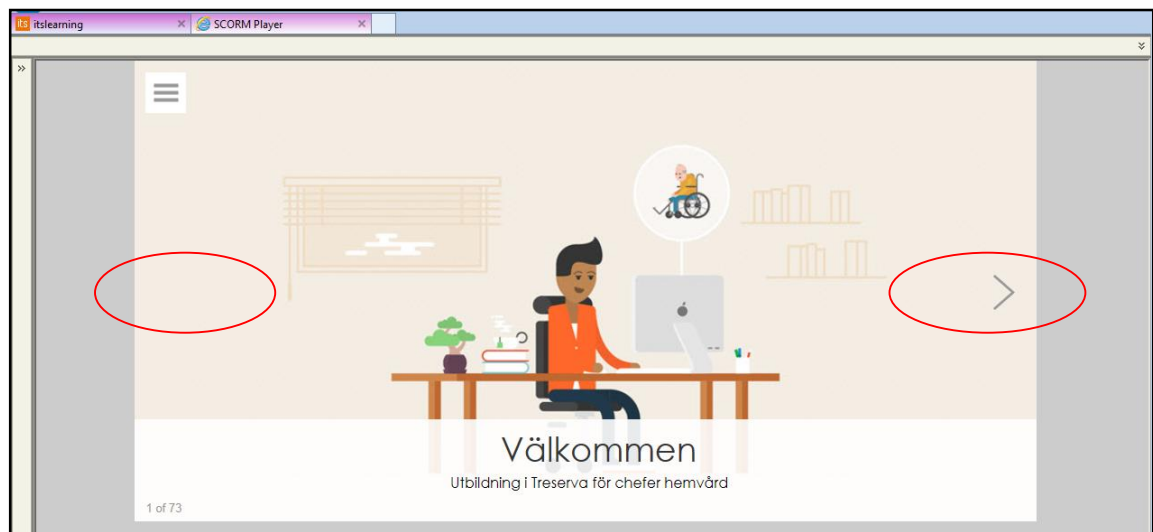 its itslearning
SCORM Player
Välkommen
Utbildning i Treserva för chefer hemvård
1 of 73